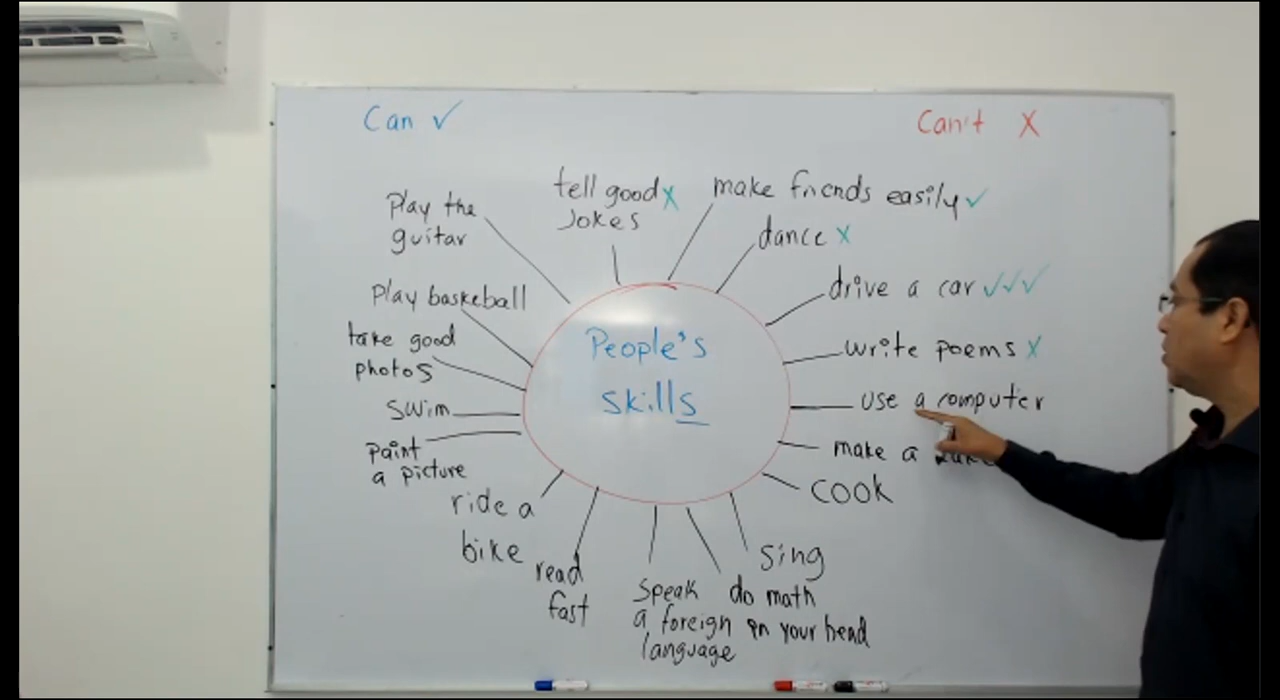 Can ✓
Can't X
tell good X
Jokes
make friends easily ✓
Play the
guitar
dance X
drive a car ✓✓✓
Play baskeball
take good
photos
People's
Skills
write poems X
swim
use a computer
paint
a picture
make a
cook
ride a
bike
read
fast
sing
speak
a foreign
language
do math
in your head